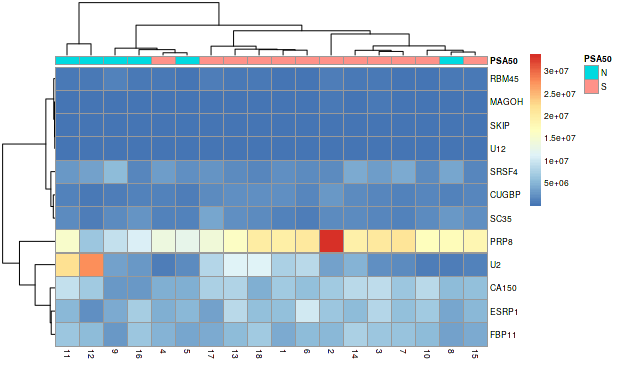 PSA50
PSA50
N
S
RBM45
MAGOH
SKIP
U12
SRSF4
CUGBP
SC35
PRP8
U2
CA150
ESRP1
FBP11
3e+07
2.5e+07
2e+07
1.5e+07
1e+07
5e+06
11 12 9 16 4 5 17 13 18 1 6 2 14 3 7 10 8 15